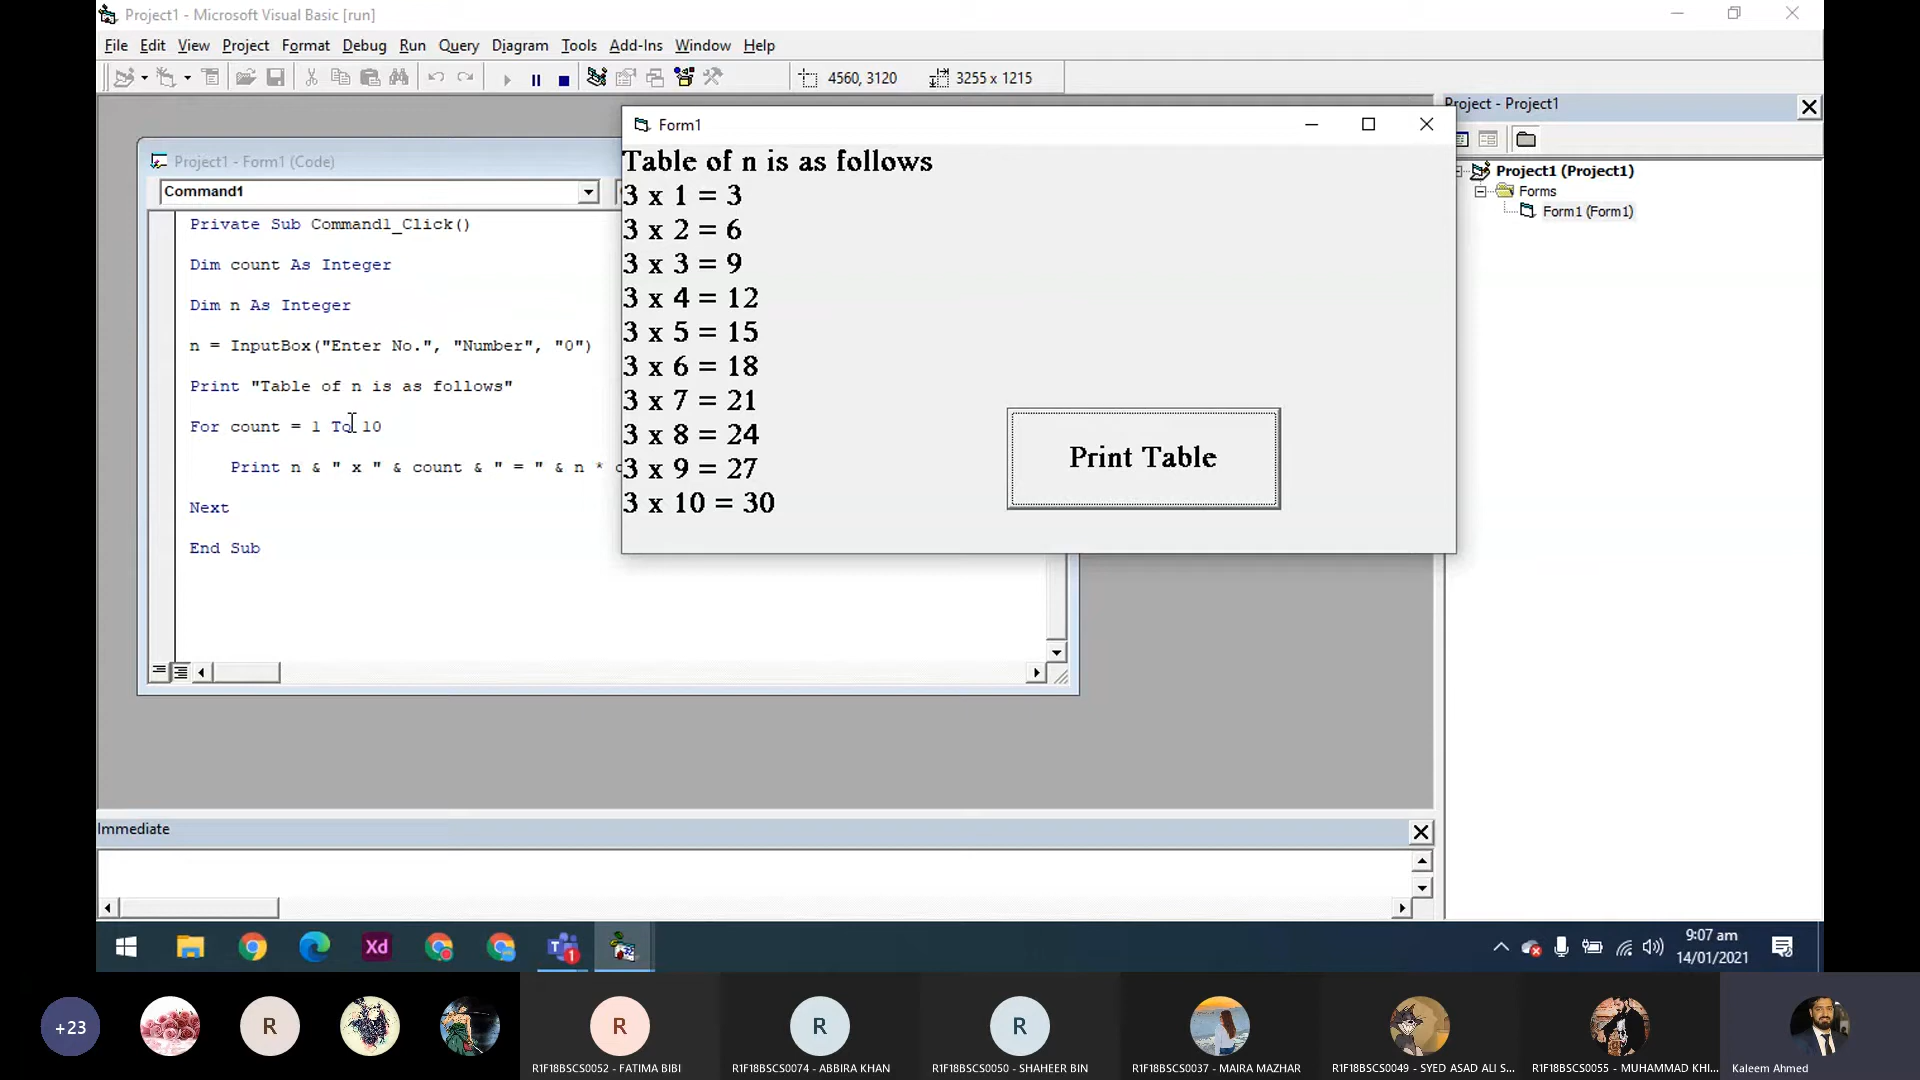 Project1 - Microsoft Visual Basic [run]
File Edit View Project Format Debug Run Query Diagram Tools Add-Ins Window Help
4560, 3120 3255 x 1215
Project - Project1
Project1 (Project1)
Forms
Form1 (Form1)
Project1 - Form1 (Code)
Command1
Private Sub Command1_Click()
Dim count As Integer
Dim n As Integer
n = InputBox("Enter No.", "Number", "0")
Print "Table of n is as follows"
For count = 1 To 10
Print n & " x " & count & " = " & n *
Next
End Sub
Form1
Table of n is as follows
3 x 1 = 3
3 x 2 = 6
3 x 3 = 9
3 x 4 = 12
3 x 5 = 15
3 x 6 = 18
3 x 7 = 21
3 x 8 = 24
3 x 9 = 27
3 x 10 = 30
Print Table
Immediate
Xd
1
9:07 am
14/01/2021
+23
R
R
R
R
R1F18BSCS0052 - FATIMA BIBI
R1F18BSCS0074 - ABBIRA KHAN
R1F18BSCS0050 - SHAHEER BIN
R1F18BSCS0037 - MAIRA MAZHAR
R1F18BSCS0049 - SYED ASAD ALI S...
R1F18BSCS0055 - MUHAMMAD KHI...
Kaleem Ahmed